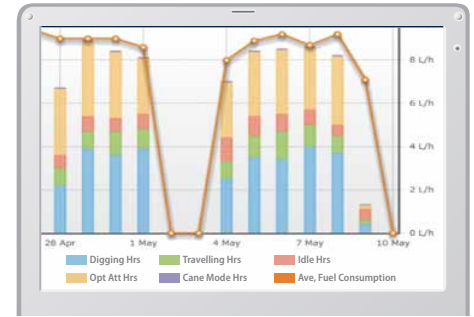 8 L/h
6 L/h
4 L/h
2 L/h
0 L/h
28 Apr 1 May 4 May 7 May 10 May
Digging Hrs Travelling Hrs Idle Hrs
Opt Att Hrs Cane Mode Hrs Ave, Fuel Consumption